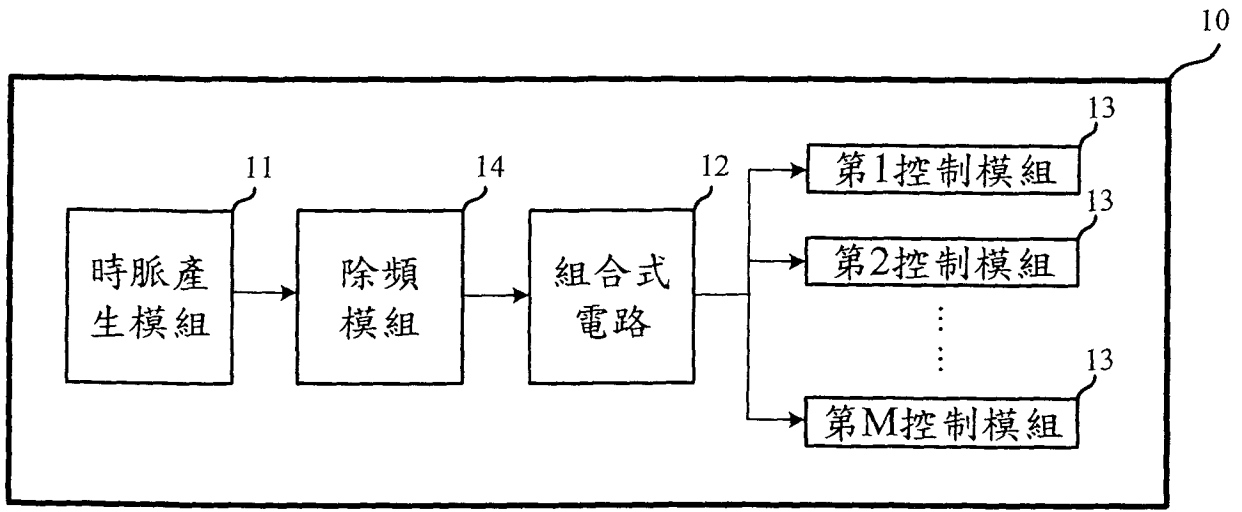 10
13
第1控制模組
11
14
12
13
時脈產
生模組
除頻
模組
組合式
電路
第2控制模組
13
第M控制模組